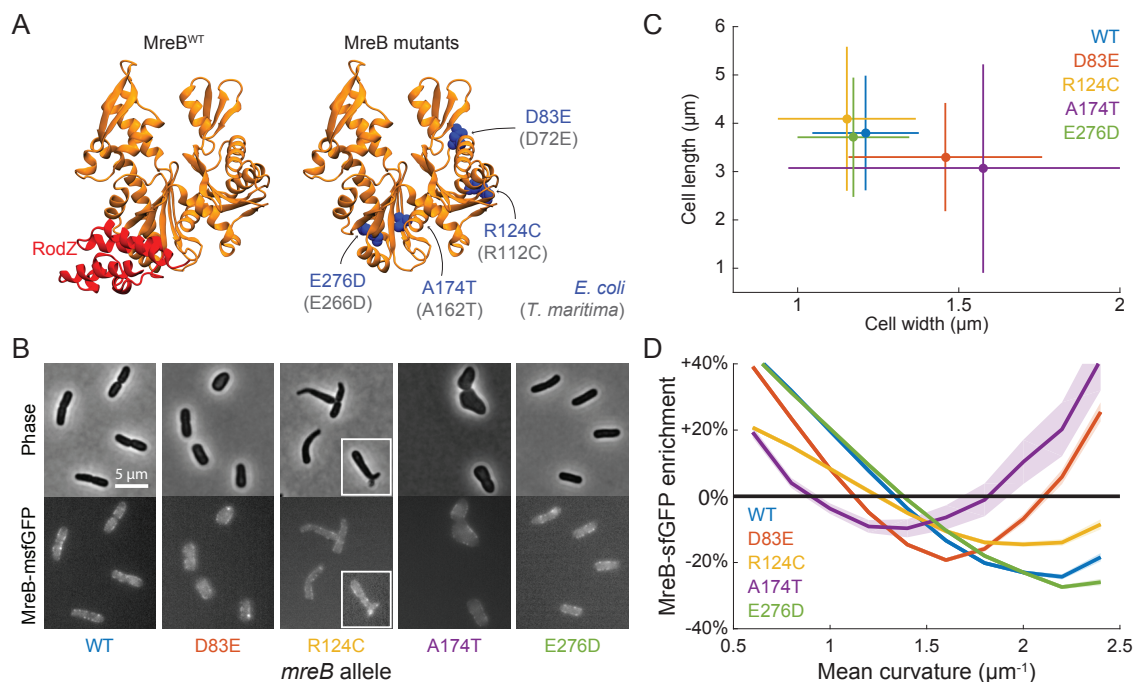 A
MreBWT
MreB mutants
RodZ
D83E
(D72E)
R124C
(R112C)
E276D
(E266D)
A174T
(A162T)
E. coli
(T. maritima)
B
Phase
5 μm
MreB-msfGFP
WT
D83E
R124C
A174T
E276D
mreB allele
C
6
5
4
3
2
1
Cell length (μm)
WT
D83E
R124C
A174T
E276D
1
1.5
2
Cell width (μm)
D
+40%
+20%
0%
-20%
-40%
MreB-sfGFP enrichment
WT
D83E
R124C
A174T
E276D
0.5
1
1.5
2
2.5
Mean curvature (μm-1)